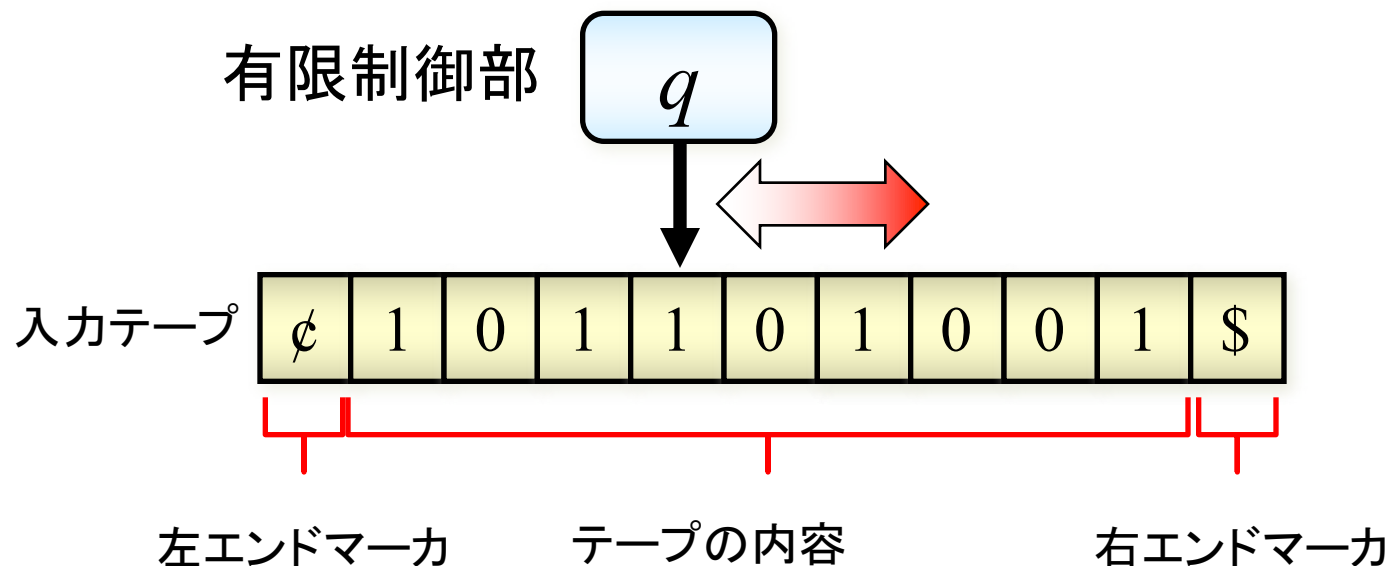 有限制御部
q
入力テープ
¢ 1 0 1 1 0 1 0 0 1 $
左エンドマーカ テープの内容 右エンドマーカ